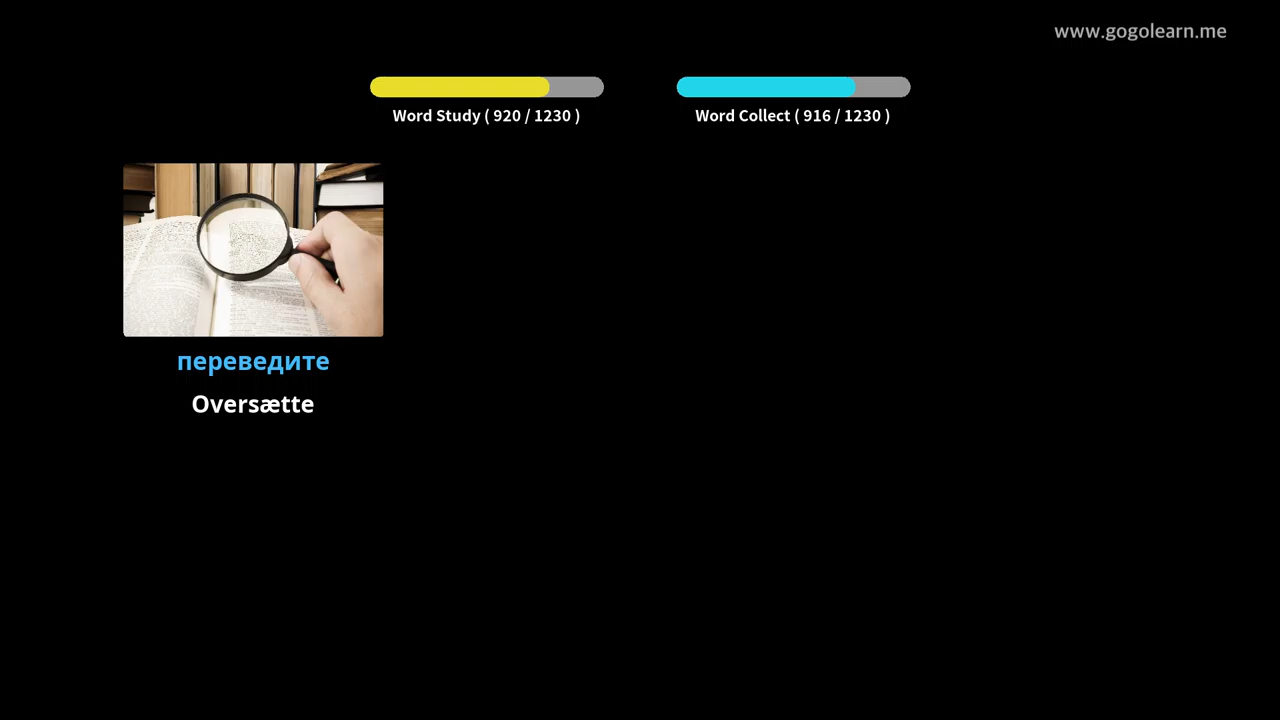 www.gogolearn.me
Word Study ( 920 / 1230 )
Word Collect ( 916 / 1230 )
переведите
Oversætte